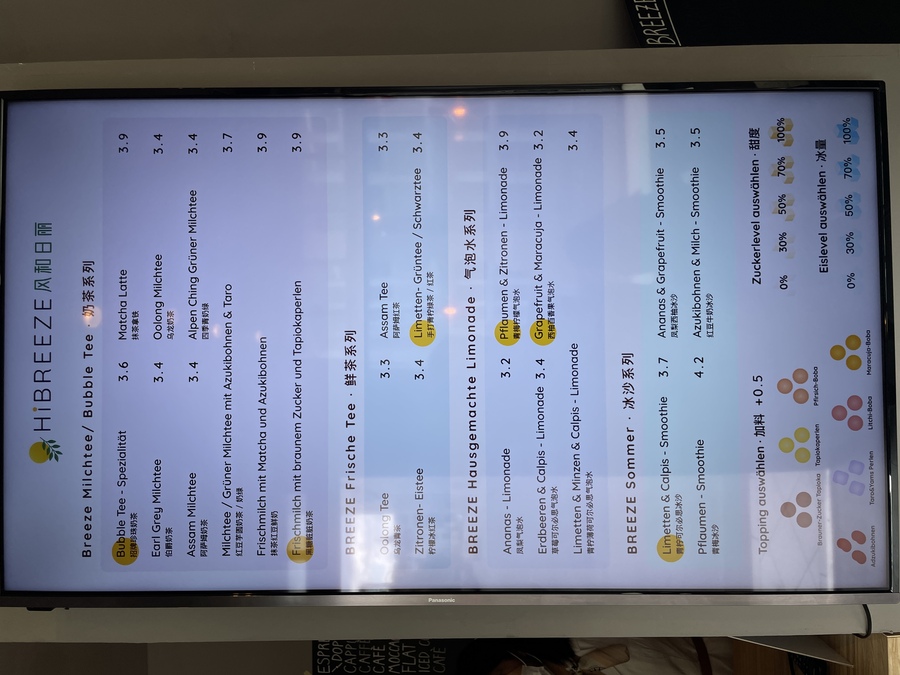 HiBREEZE 风和日丽
Breeze Milchtee/ Bubble Tee · 奶茶系列
Bubble Tee - Spezialität 3.6
招牌珍珠奶茶
Matcha Latte 3.9
抹茶拿铁
Earl Grey Milchtee 3.4
伯爵奶茶
Oolong Milchtee 3.4
乌龙奶茶
Assam Milchtee 3.4
阿萨姆奶茶
Alpen Ching Grüner Milchtee 3.4
四季青奶绿
Milchtee / Grüner Milchtee mit Azukibohnen & Taro 3.7
红豆芋圆奶茶 / 奶绿
Frischmilch mit Matcha und Azukibohnen 3.9
抹茶红豆鲜奶
Frischmilch mit braunem Zucker und Tapiokaperlen 3.9
黑糖脏脏奶茶
BREEZE Frische Tee · 鲜茶系列
Oolong Tee 3.3
乌龙青茶
Assam Tee 3.3
阿萨姆红茶
Zitronen- Eistee 3.4
柠檬冰红茶
Limetten- Grüntee / Schwarztee 3.4
手打青柠绿茶 / 红茶
BREEZE Hausgemachte Limonade · 气泡水系列
Ananas - Limonade 3.2
凤梨气泡水
Pflaumen & Zitronen - Limonade 3.9
青梅柠檬气泡水
Erdbeeren & Calpis - Limonade 3.4
草莓可尔必思气泡水
Grapefruit & Maracuja - Limonade 3.2
西柚百香果气泡水
Limetten & Minzen & Calpis - Limonade 3.4
青柠薄荷可尔必思气泡水
BREEZE Sommer · 冰沙系列
Limetten & Calpis - Smoothie 3.7
青柠可尔必思冰沙
Ananas & Grapefruit - Smoothie 3.5
凤梨西柚冰沙
Pflaumen - Smoothie 4.2
青梅冰沙
Azukibohnen & Milch - Smoothie 3.5
红豆牛奶冰沙
Topping auswählen · 加料 +0.5
Brauner-Zucker Tapioka
Tapiokaperlen
Pfirsich-Boba
Adzukibohnen
Taro&Yams Perlen
Litchi-Boba
Maracuja-Boba
Zuckerlevel auswählen · 甜度
0% 30% 50% 70% 100%
Eislevel auswählen · 冰量
0% 30% 50% 70% 100%
Panasonic
ESPRE
DOP
CAPPU
CAFFE
CAFÉ
MOCCA
FLAT
ICED C
CAFÉ
BREEZE